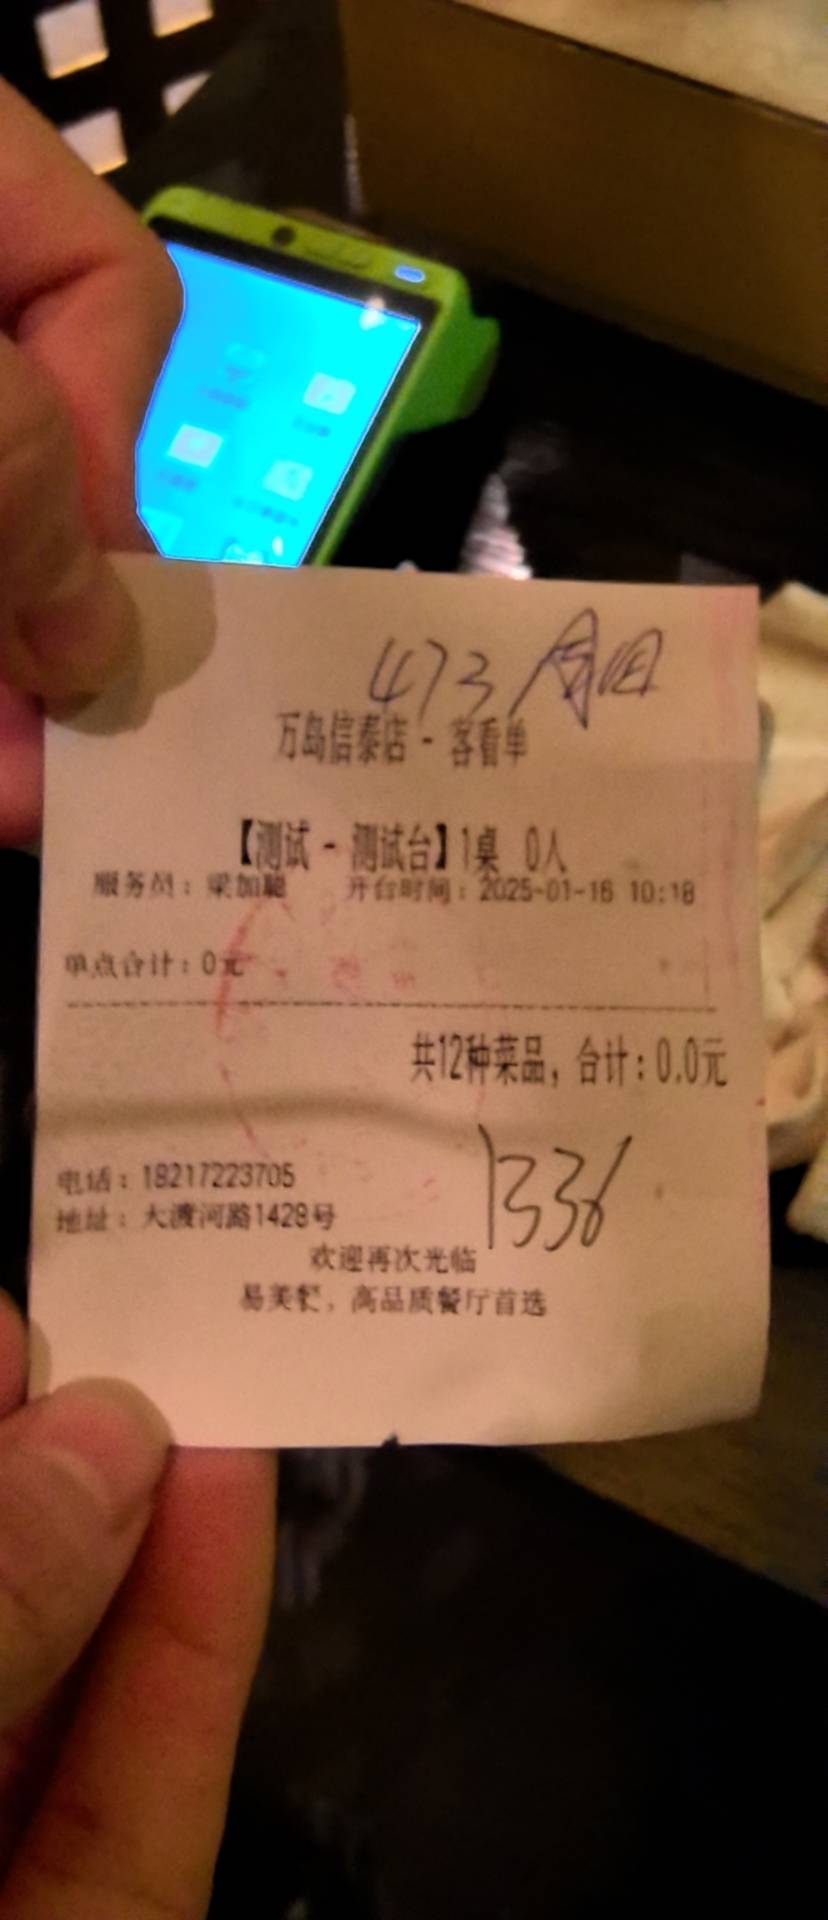 473
万岛信泰店 - 客看单
【测试 - 测试台】1桌 0人
服务员：梁加聪 开台时间：2025-01-16 10:18
单点合计：0元
共12种菜品，合计：0.0元
1336
电话：18217223705
地址：大渡河路1429号
欢迎再次光临
易美餐，高品质餐厅首选